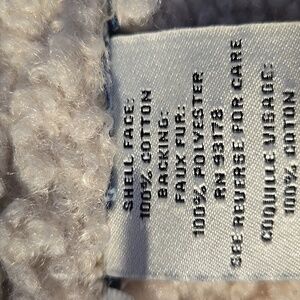 SHELL FACE:
100% COTTON
BACKING:
FAUX FUR:
100% POLYESTER
RN 93178
SEE REVERSE FOR CARE
COQUILLE VISAGE:
100% COTON